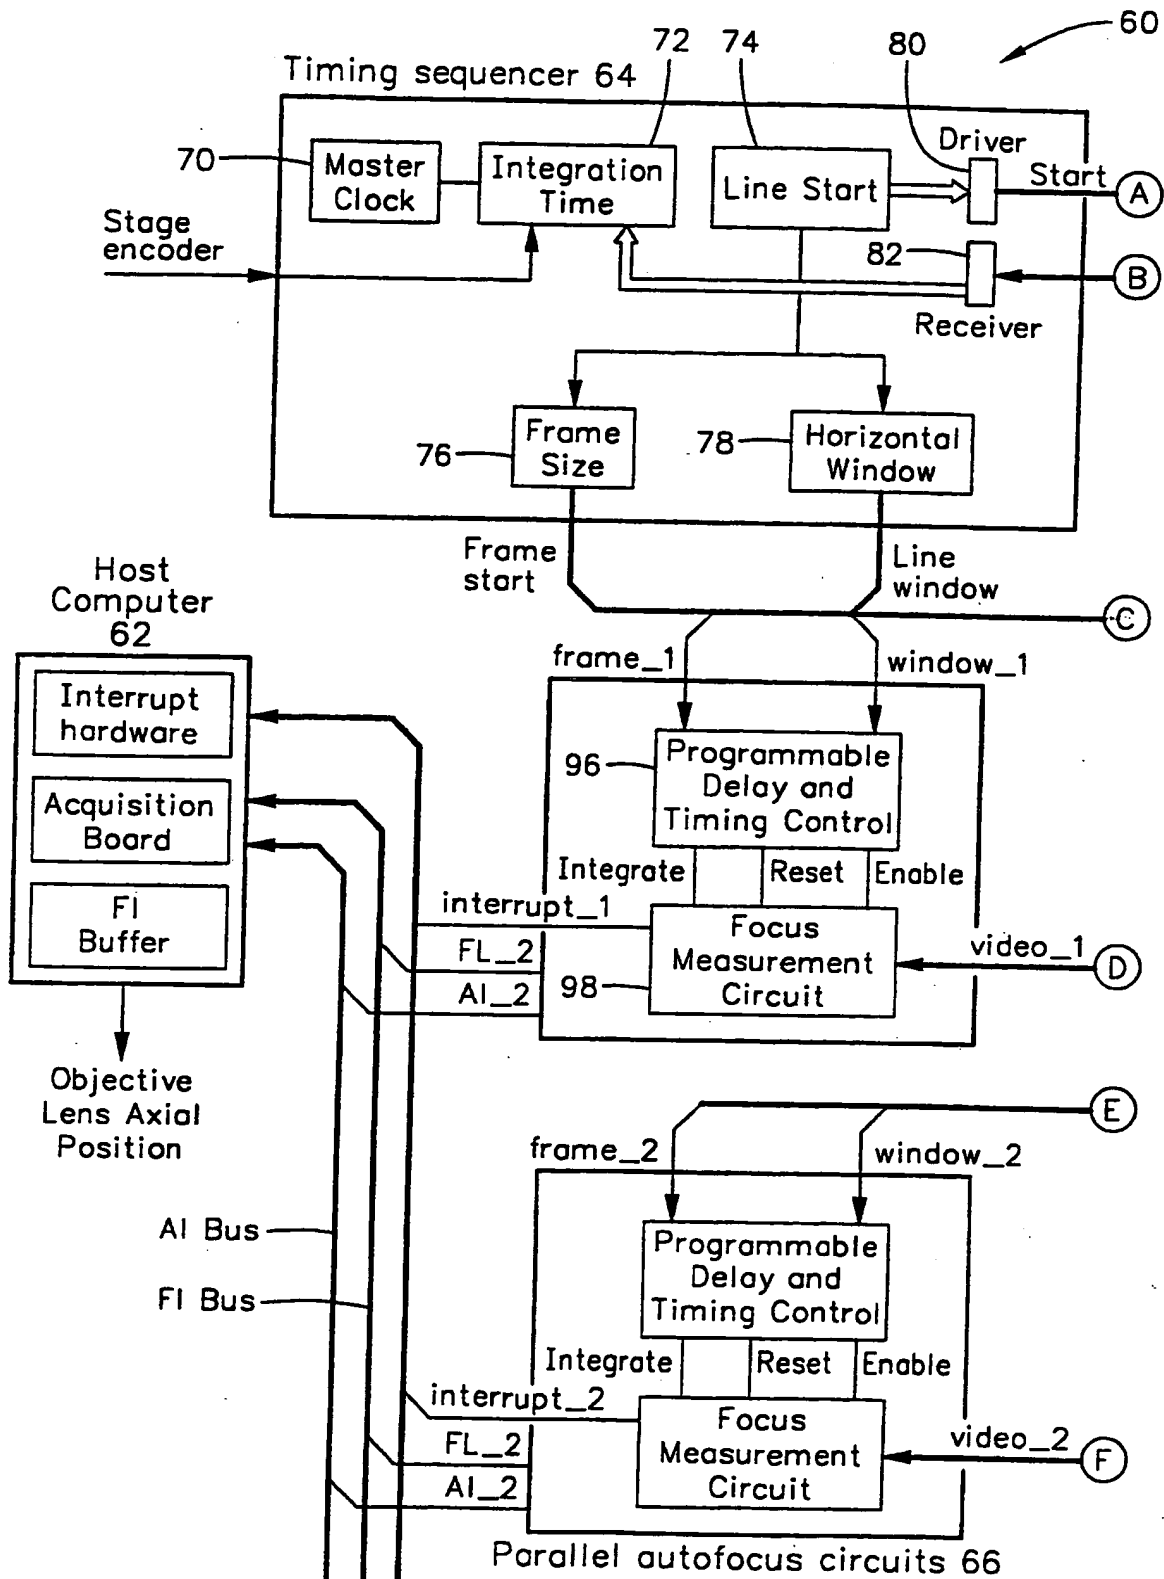 60
72
74
80
Timing sequencer 64
Driver
70
Master
Clock
Integration
Time
Line Start
Start
A
Stage
encoder
82
B
Receiver
76
Frame
Size
78
Horizontal
Window
Frame
start
Line
window
C
Host
Computer
62
frame_1
window_1
Interrupt
hardware
96
Programmable
Delay and
Timing Control
Acquisition
Board
Integrate
Reset
Enable
FI
Buffer
interrupt_1
FL_2
AI_2
98
Focus
Measurement
Circuit
video_1
D
Objective
Lens Axial
Position
E
frame_2
window_2
AI Bus
FI Bus
Programmable
Delay and
Timing Control
Integrate
Reset
Enable
interrupt_2
FL_2
AI_2
Focus
Measurement
Circuit
video_2
F
Parallel autofocus circuits 66